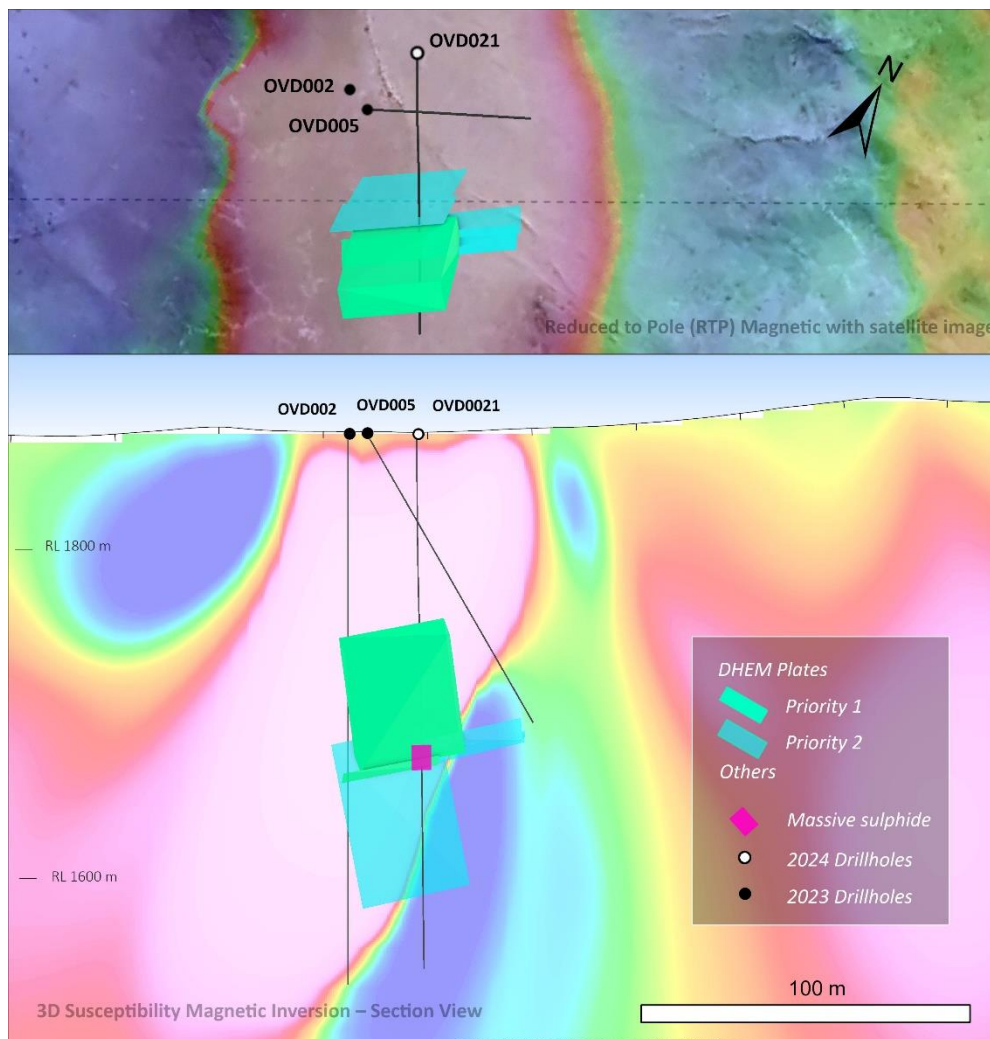 OVD021
OVD002
OVD005
N
Reduced to Pole (RTP) Magnetic with satellite image
OVD002 OVD005 OVD0021
RL 1800 m
DHEM Plates
Priority 1
Priority 2
Others
Massive sulphide
2024 Drillholes
2023 Drillholes
RL 1600 m
100 m
3D Susceptibility Magnetic Inversion – Section View